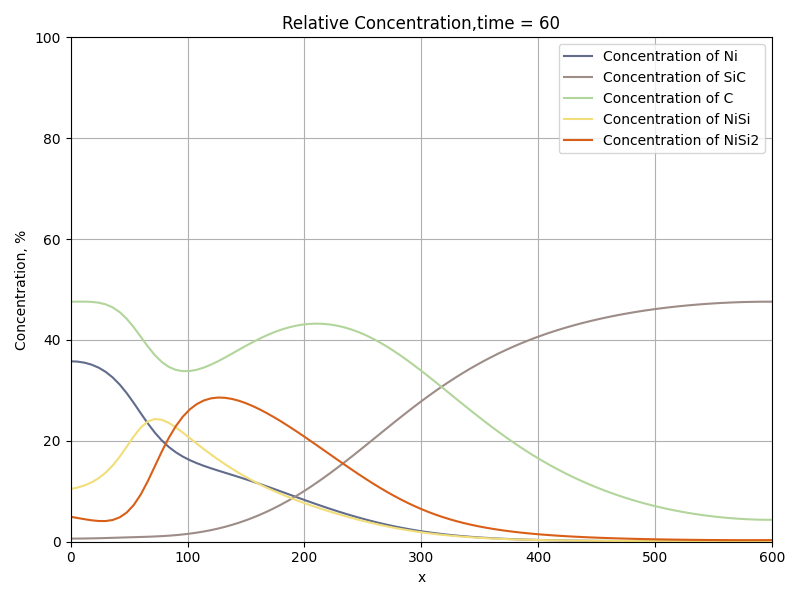 Relative Concentration,time = 60
Concentration of Ni
Concentration of SiC
Concentration of C
Concentration of NiSi
Concentration of NiSi2
Concentration, %
100
80
60
40
20
0
0 100 200 300 400 500 600
x